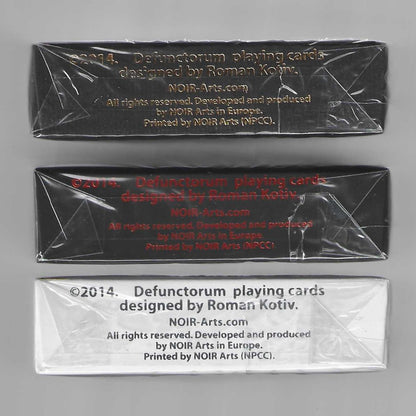 ©2014. Defunctorum playing cards
designed by Roman Kotiv.
NOIR-Arts.com
All rights reserved. Developed and produced
by NOIR Arts in Europe.
Printed by NOIR Arts (NPCC).
©2014. Defunctorum playing cards
designed by Roman Kotiv.
NOIR-Arts.com
All rights reserved. Developed and produced
by NOIR Arts in Europe.
Printed by NOIR Arts (NPCC).
©2014. Defunctorum playing cards
designed by Roman Kotiv.
NOIR-Arts.com
All rights reserved. Developed and produced
by NOIR Arts in Europe.
Printed by NOIR Arts (NPCC).